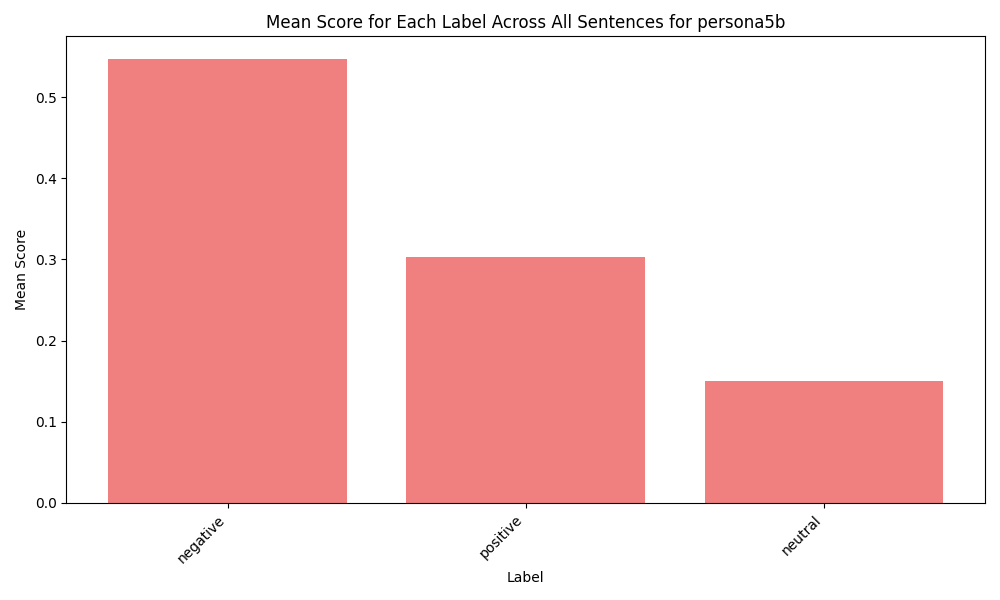 Mean Score for Each Label Across All Sentences for persona5b
Mean Score
0.5
0.4
0.3
0.2
0.1
0.0
negative
positive
neutral
Label